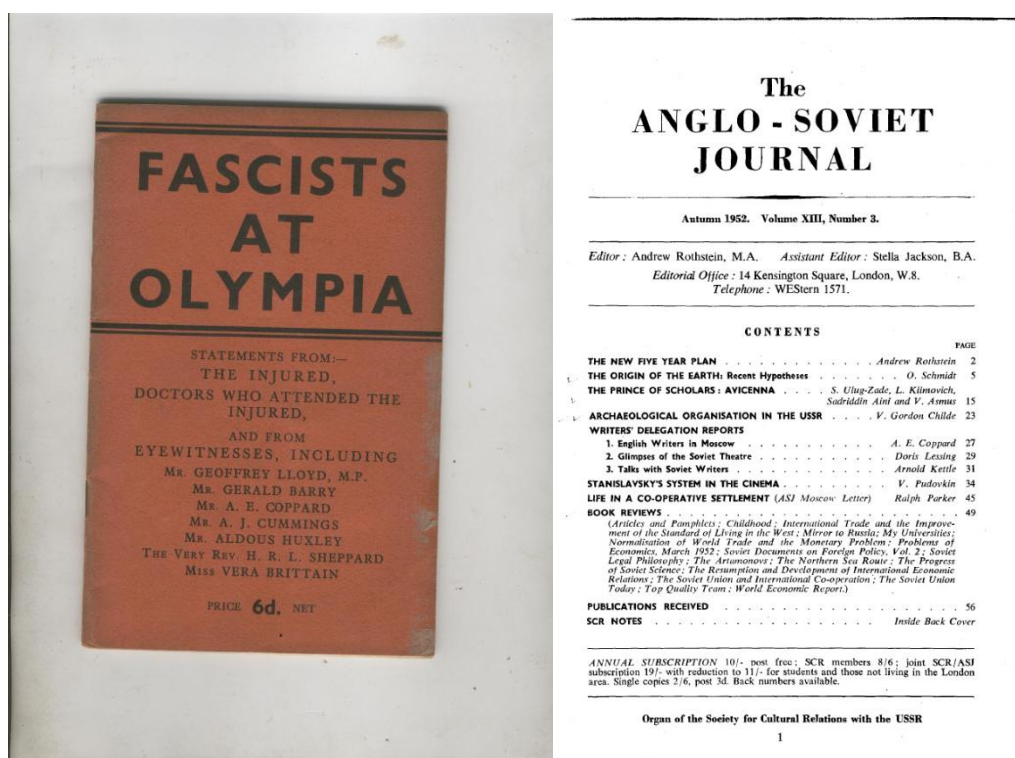 FASCISTS
AT
OLYMPIA
STATEMENTS FROM:—
THE INJURED,
DOCTORS WHO ATTENDED THE
INJURED,
AND FROM
EYEWITNESSES, INCLUDING
MR. GEOFFREY LLOYD, M.P.
MR. GERALD BARRY
MR. A. E. COPPARD
MR. A. J. CUMMINGS
MR. ALDOUS HUXLEY
THE VERY REV. H. R. L. SHEPPARD
MISS VERA BRITTAIN
PRICE 6d. NET
The
ANGLO - SOVIET
JOURNAL
Autumn 1952. Volume XIII, Number 3.
Editor : Andrew Rothstein, M.A. Assistant Editor : Stella Jackson, B.A.
Editorial Office : 14 Kensington Square, London, W.8.
Telephone : WEStern 1571.
CONTENTS
PAGE
THE NEW FIVE YEAR PLAN . . . . . . . . . . . . . Andrew Rothstein 2
THE ORIGIN OF THE EARTH: Recent Hypotheses . . . . . . . O. Schmidt 5
THE PRINCE OF SCHOLARS : AVICENNA . . . . S. Ulug-Zade, L. Klimovich,
Sadriddin Aini and V. Asmus 15
ARCHAEOLOGICAL ORGANISATION IN THE USSR . . . . V. Gordon Childe 23
WRITERS' DELEGATION REPORTS
1. English Writers in Moscow . . . . . . . . . . . A. E. Coppard 27
2. Glimpses of the Soviet Theatre . . . . . . . . . . Doris Lessing 29
3. Talks with Soviet Writers . . . . . . . . . . . Arnold Kettle 31
STANISLAVSKY'S SYSTEM IN THE CINEMA . . . . . . . . . V. Pudovkin 34
LIFE IN A CO-OPERATIVE SETTLEMENT (ASJ Moscow Letter) Ralph Parker 45
BOOK REVIEWS . . . . . . . . . . . . . . . . . . . . 49
(Articles and Pamphlets ; Childhood ; International Trade and the Improve-
ment of the Standard of Living in the West ; Mirror to Russia; My Universities;
Normalisation of World Trade and the Monetary Problem ; Problems of
Economics, March 1952 ; Soviet Documents on Foreign Policy, Vol. 2 ; Soviet
Legal Philosophy ; The Artamonovs ; The Northern Sea Route ; The Progress
of Soviet Science; The Resumption and Development of International Economic
Relations ; The Soviet Union and International Co-operation ; The Soviet Union
Today ; Top Quality Team ; World Economic Report.)
PUBLICATIONS RECEIVED . . . . . . . . . . . . . . . . . . . 56
SCR NOTES . . . . . . . . . . . . . . . . . . . Inside Back Cover
ANNUAL SUBSCRIPTION 10/- post free ; SCR members 8/6 ; joint SCR/ASJ
subscription 19/- with reduction to 11/- for students and those not living in the London
area. Single copies 2/6, post 3d. Back numbers available.
Organ of the Society for Cultural Relations with the USSR
1